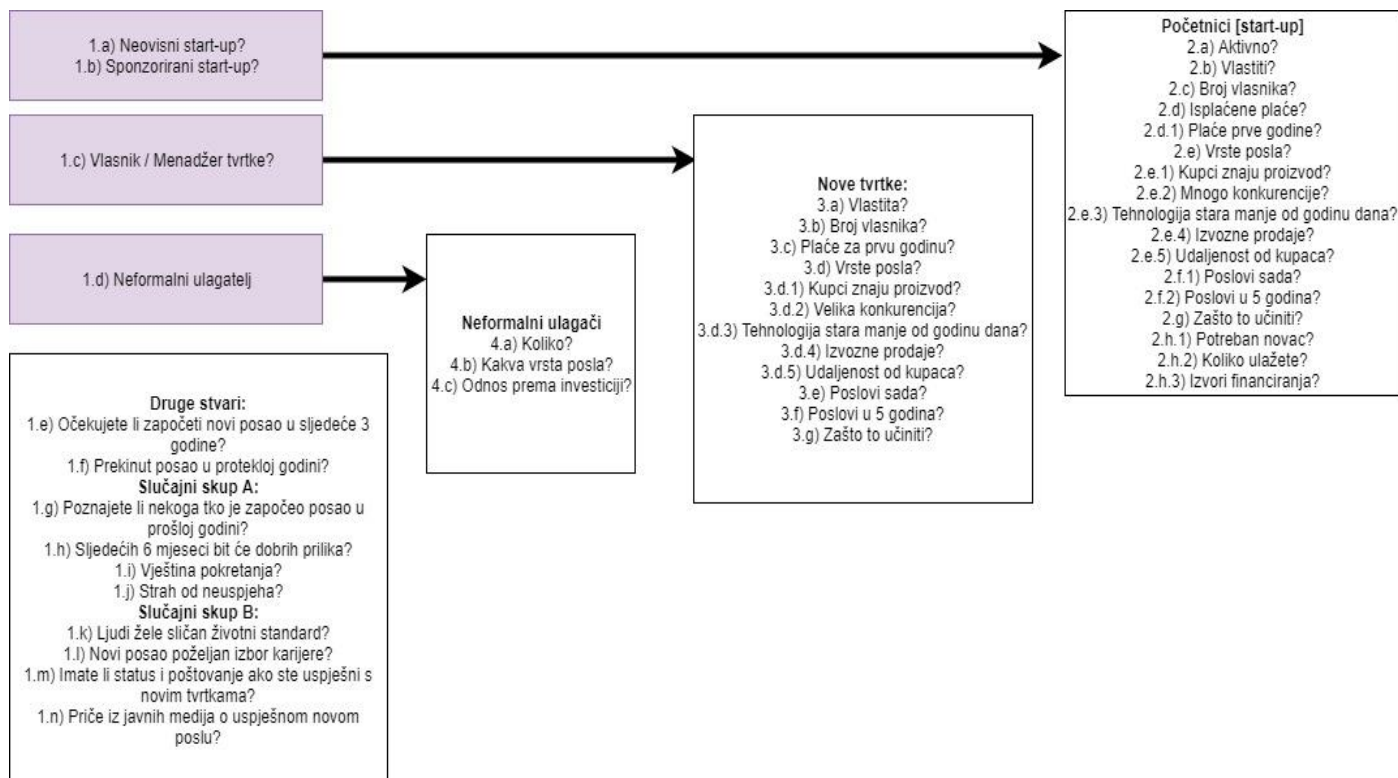 1.a) Neovisni start-up?
1.b) Sponzorirani start-up?
1.c) Vlasnik / Menadžer tvrtke?
1.d) Neformalni ulagatelj
Druge stvari:
1.e) Očekujete li započeti novi posao u sljedeće 3
godine?
1.f) Prekinut posao u protekloj godini?
Slučajni skup A:
1.g) Poznajete li nekoga tko je započeo posao u
prošloj godini?
1.h) Sljedećih 6 mjeseci bit će dobrih prilika?
1.i) Vještina pokretanja?
1.j) Strah od neuspjeha?
Slučajni skup B:
1.k) Ljudi žele sličan životni standard?
1.l) Novi posao poželjan izbor karijere?
1.m) Imate li status i poštovanje ako ste uspješni s
novim tvrtkama?
1.n) Priče iz javnih medija o uspješnom novom
poslu?
Neformalni ulagači
4.a) Koliko?
4.b) Kakva vrsta posla?
4.c) Odnos prema investiciji?
Nove tvrtke:
3.a) Vlastita?
3.b) Broj vlasnika?
3.c) Plaće za prvu godinu?
3.d) Vrste posla?
3.d.1) Kupci znaju proizvod?
3.d.2) Velika konkurencija?
3.d.3) Tehnologija stara manje od godinu dana?
3.d.4) Izvozne prodaje?
3.d.5) Udaljenost od kupaca?
3.e) Poslovi sada?
3.f) Poslovi u 5 godina?
3.g) Zašto to učiniti?
Početnici [start-up]
2.a) Aktivno?
2.b) Vlastiti?
2.c) Broj vlasnika?
2.d) Isplaćene plaće?
2.d.1) Plaće prve godine?
2.e) Vrste posla?
2.e.1) Kupci znaju proizvod?
2.e.2) Mnogo konkurencije?
2.e.3) Tehnologija stara manje od godinu dana?
2.e.4) Izvozne prodaje?
2.e.5) Udaljenost od kupaca?
2.f.1) Poslovi sada?
2.f.2) Poslovi u 5 godina?
2.g) Zašto to učiniti?
2.h.1) Potreban novac?
2.h.2) Koliko ulažete?
2.h.3) Izvori financiranja?